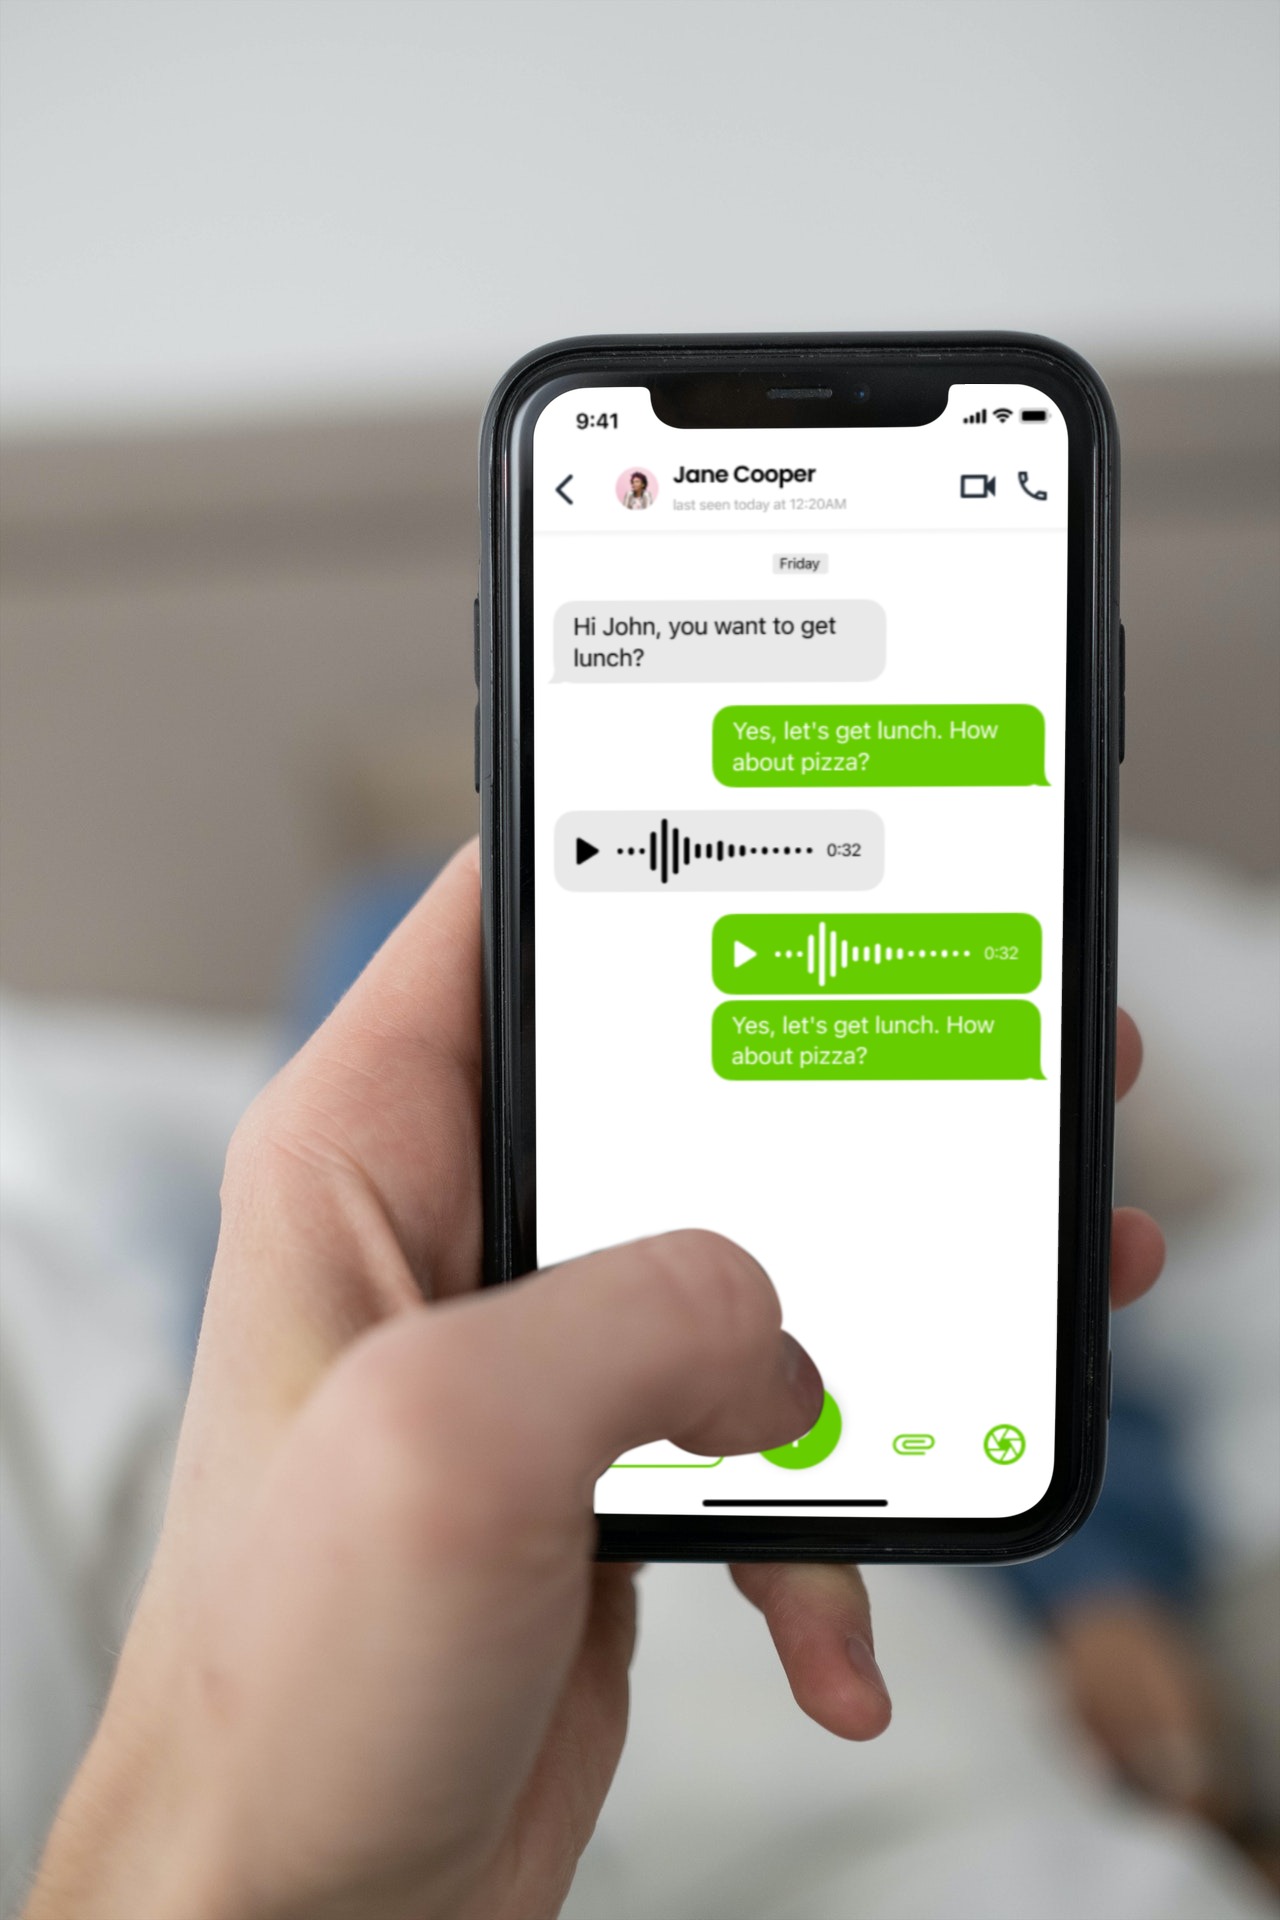 9:41
Jane Cooper
last seen today at 12:20AM
Friday
Hi John, you want to get
lunch?
Yes, let's get lunch. How
about pizza?
0:32
0:32
Yes, let's get lunch. How
about pizza?